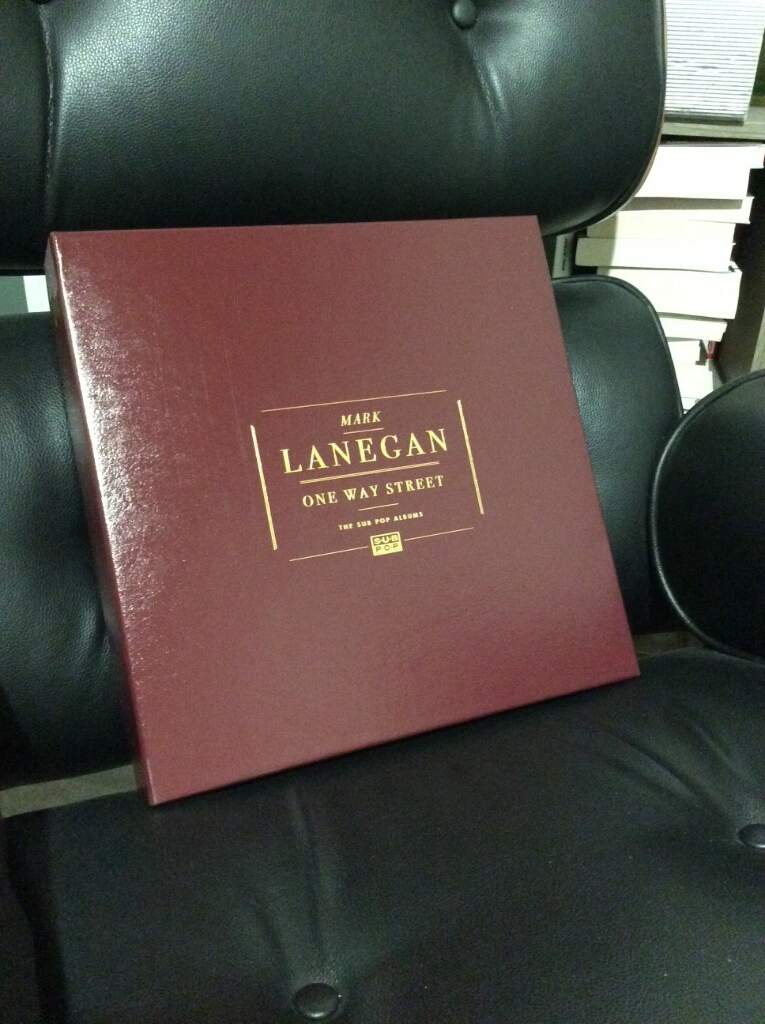 MARK
LANEGAN
ONE WAY STREET
THE SUB POP ALBUMS
SUB
POP